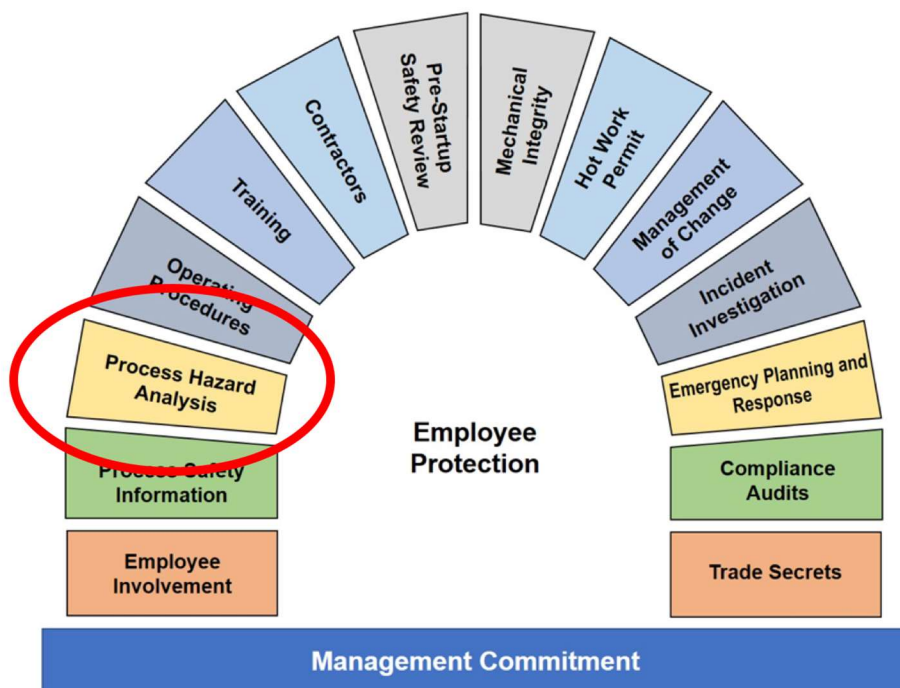 Pre-Startup
Safety Review
Mechanical
Integrity
Contractors
Hot Work
Permit
Training
Management
of Change
Operating
Procedures
Incident
Investigation
Process Hazard
Analysis
Emergency Planning and
Response
Employee
Protection
Process Safety
Information
Compliance
Audits
Employee
Involvement
Trade Secrets
Management Commitment